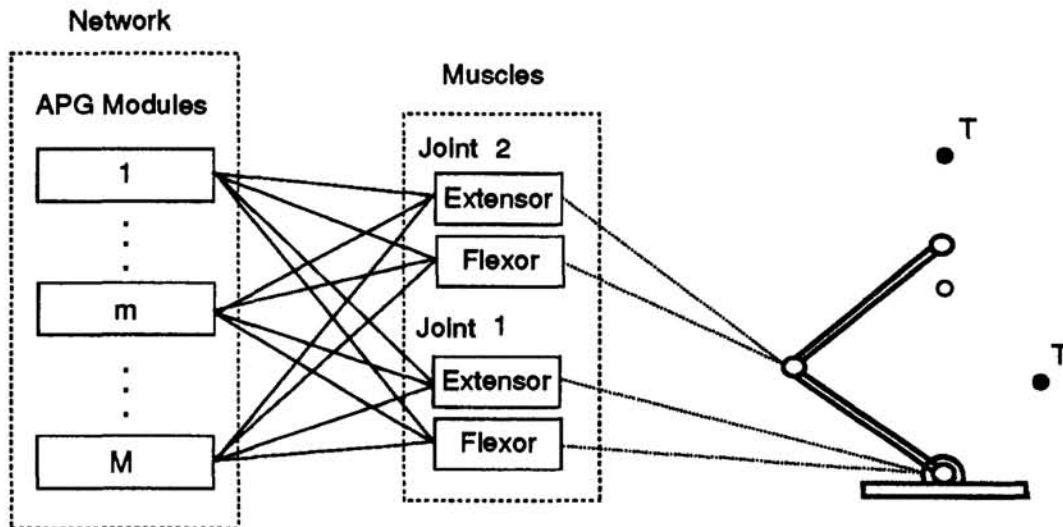 Network
APG Modules
1
m
M
Muscles
Joint 2
Extensor
Flexor
Joint 1
Extensor
Flexor
T
T